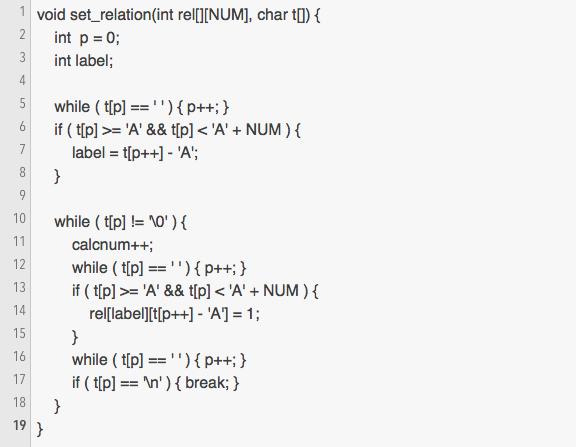 1 void set_relation(int rel[][NUM], char t[]) {
2 int p = 0;
3 int label;
4
5 while ( t[p] == ' ' ) { p++; }
6 if ( t[p] >= 'A' && t[p] < 'A' + NUM ) {
7 label = t[p++] - 'A';
8 }
9
10 while ( t[p] != '\0' ) {
11 calcnum++;
12 while ( t[p] == ' ' ) { p++; }
13 if ( t[p] >= 'A' && t[p] < 'A' + NUM ) {
14 rel[label][t[p++] - 'A'] = 1;
15 }
16 while ( t[p] == ' ' ) { p++; }
17 if ( t[p] == '\n' ) { break; }
18 }
19 }